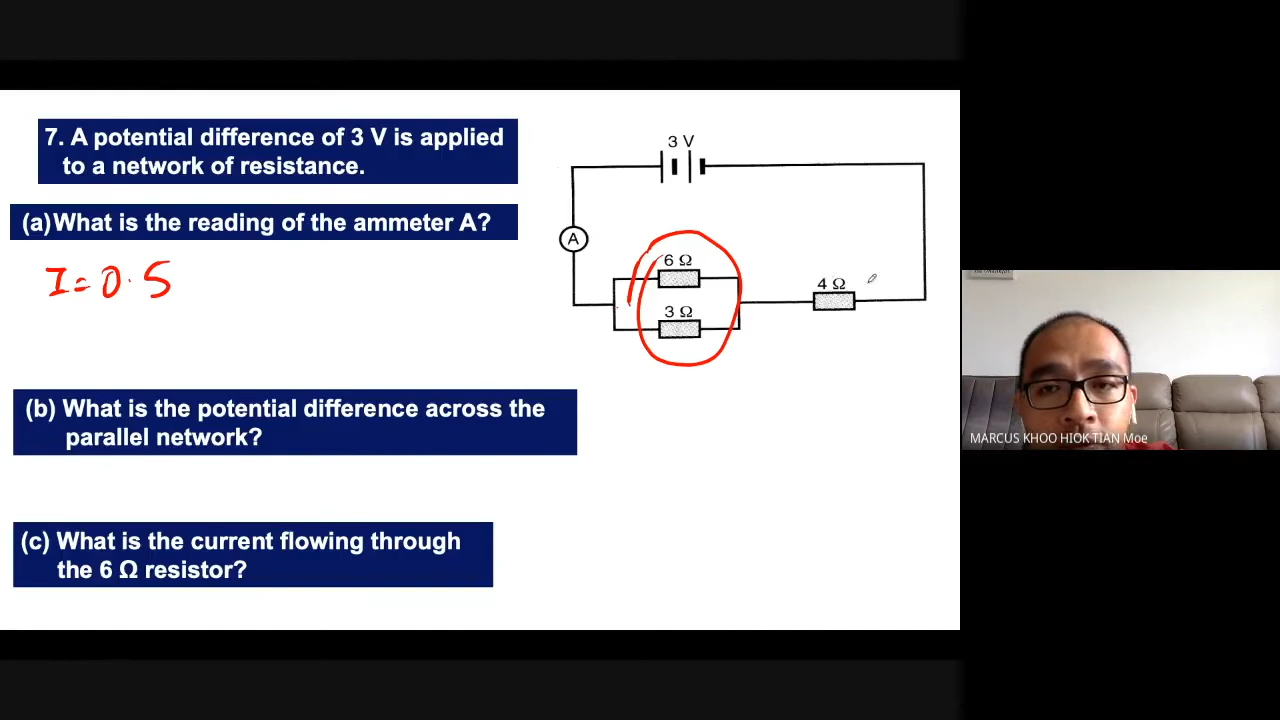 7. A potential difference of 3 V is applied
to a network of resistance.
(a)What is the reading of the ammeter A?
I = 0.5
(b) What is the potential difference across the
parallel network?
(c) What is the current flowing through
the 6 Ω resistor?
3 V
A
6 Ω
3 Ω
4 Ω
MARCUS KHOO HIOK TIAN Moe